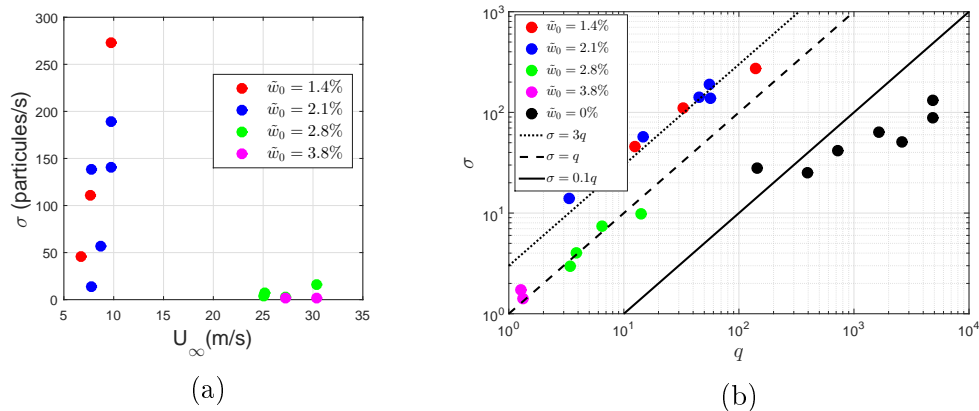 300
250
200
150
100
50
0
5 10 15 20 25 30 35
σ (particules/s)
U∞(m/s)
w̃₀ = 1.4%
w̃₀ = 2.1%
w̃₀ = 2.8%
w̃₀ = 3.8%
(a)
10³
10²
10¹
10⁰
10⁰ 10¹ 10² 10³ 10⁴
σ
q
w̃₀ = 1.4%
w̃₀ = 2.1%
w̃₀ = 2.8%
w̃₀ = 3.8%
w̃₀ = 0%
σ = 3q
σ = q
σ = 0.1q
(b)